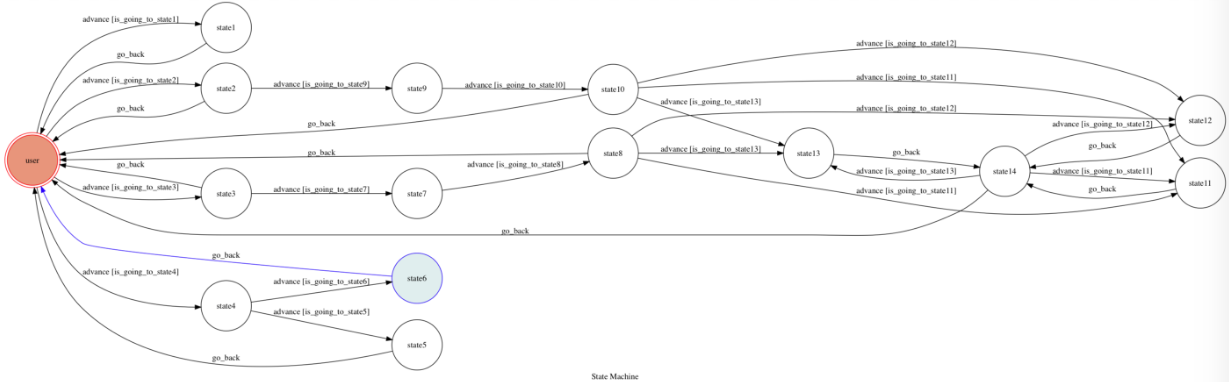 advance [is_going_to_state1]
state1
go_back
advance [is_going_to_state2]
state2
go_back
advance [is_going_to_state9]
state9
advance [is_going_to_state10]
state10
advance [is_going_to_state12]
advance [is_going_to_state11]
advance [is_going_to_state13]
go_back
user
go_back
advance [is_going_to_state3]
state3
go_back
advance [is_going_to_state7]
state7
advance [is_going_to_state8]
state8
advance [is_going_to_state12]
advance [is_going_to_state13]
advance [is_going_to_state11]
state13
go_back
advance [is_going_to_state13]
state14
advance [is_going_to_state12]
go_back
state12
advance [is_going_to_state11]
go_back
state11
go_back
go_back
advance [is_going_to_state4]
state4
advance [is_going_to_state6]
state6
advance [is_going_to_state5]
state5
go_back
State Machine